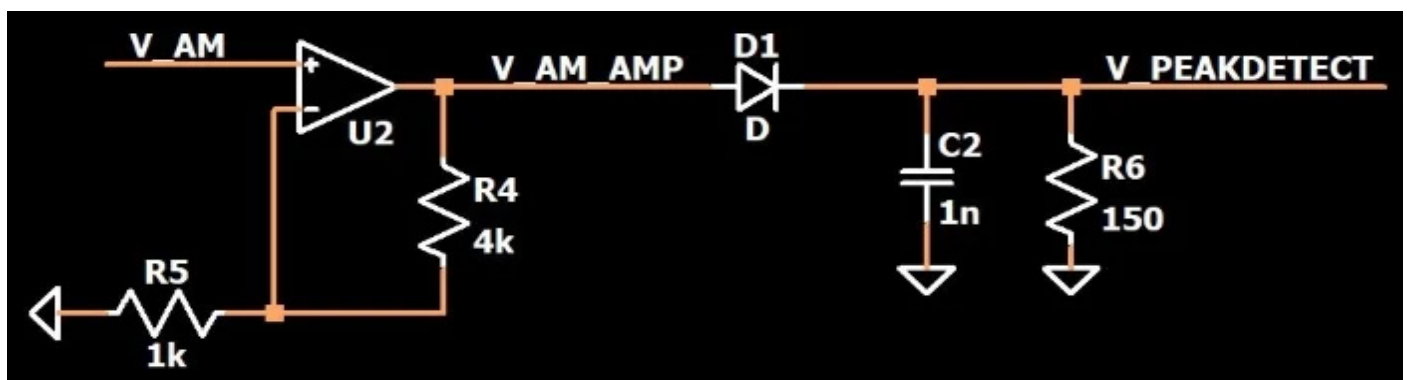 V_AM
+
-
U2
V_AM_AMP
D1
D
V_PEAKDETECT
C2
1n
R6
150
R4
4k
R5
1k